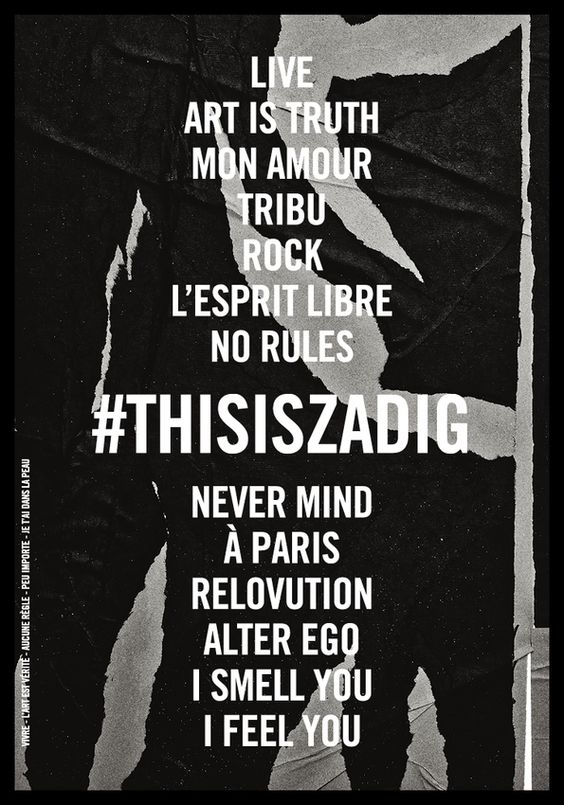 LIVE
ART IS TRUTH
MON AMOUR
TRIBU
ROCK
L'ESPRIT LIBRE
NO RULES
#THISISZADIG
NEVER MIND
À PARIS
RELOVUTION
ALTER EGO
I SMELL YOU
I FEEL YOU
VIVRE - L'ART EST VÉRITÉ - AUCUNE RÈGLE - PEU IMPORTE - JE T'AI DANS LA PEAU